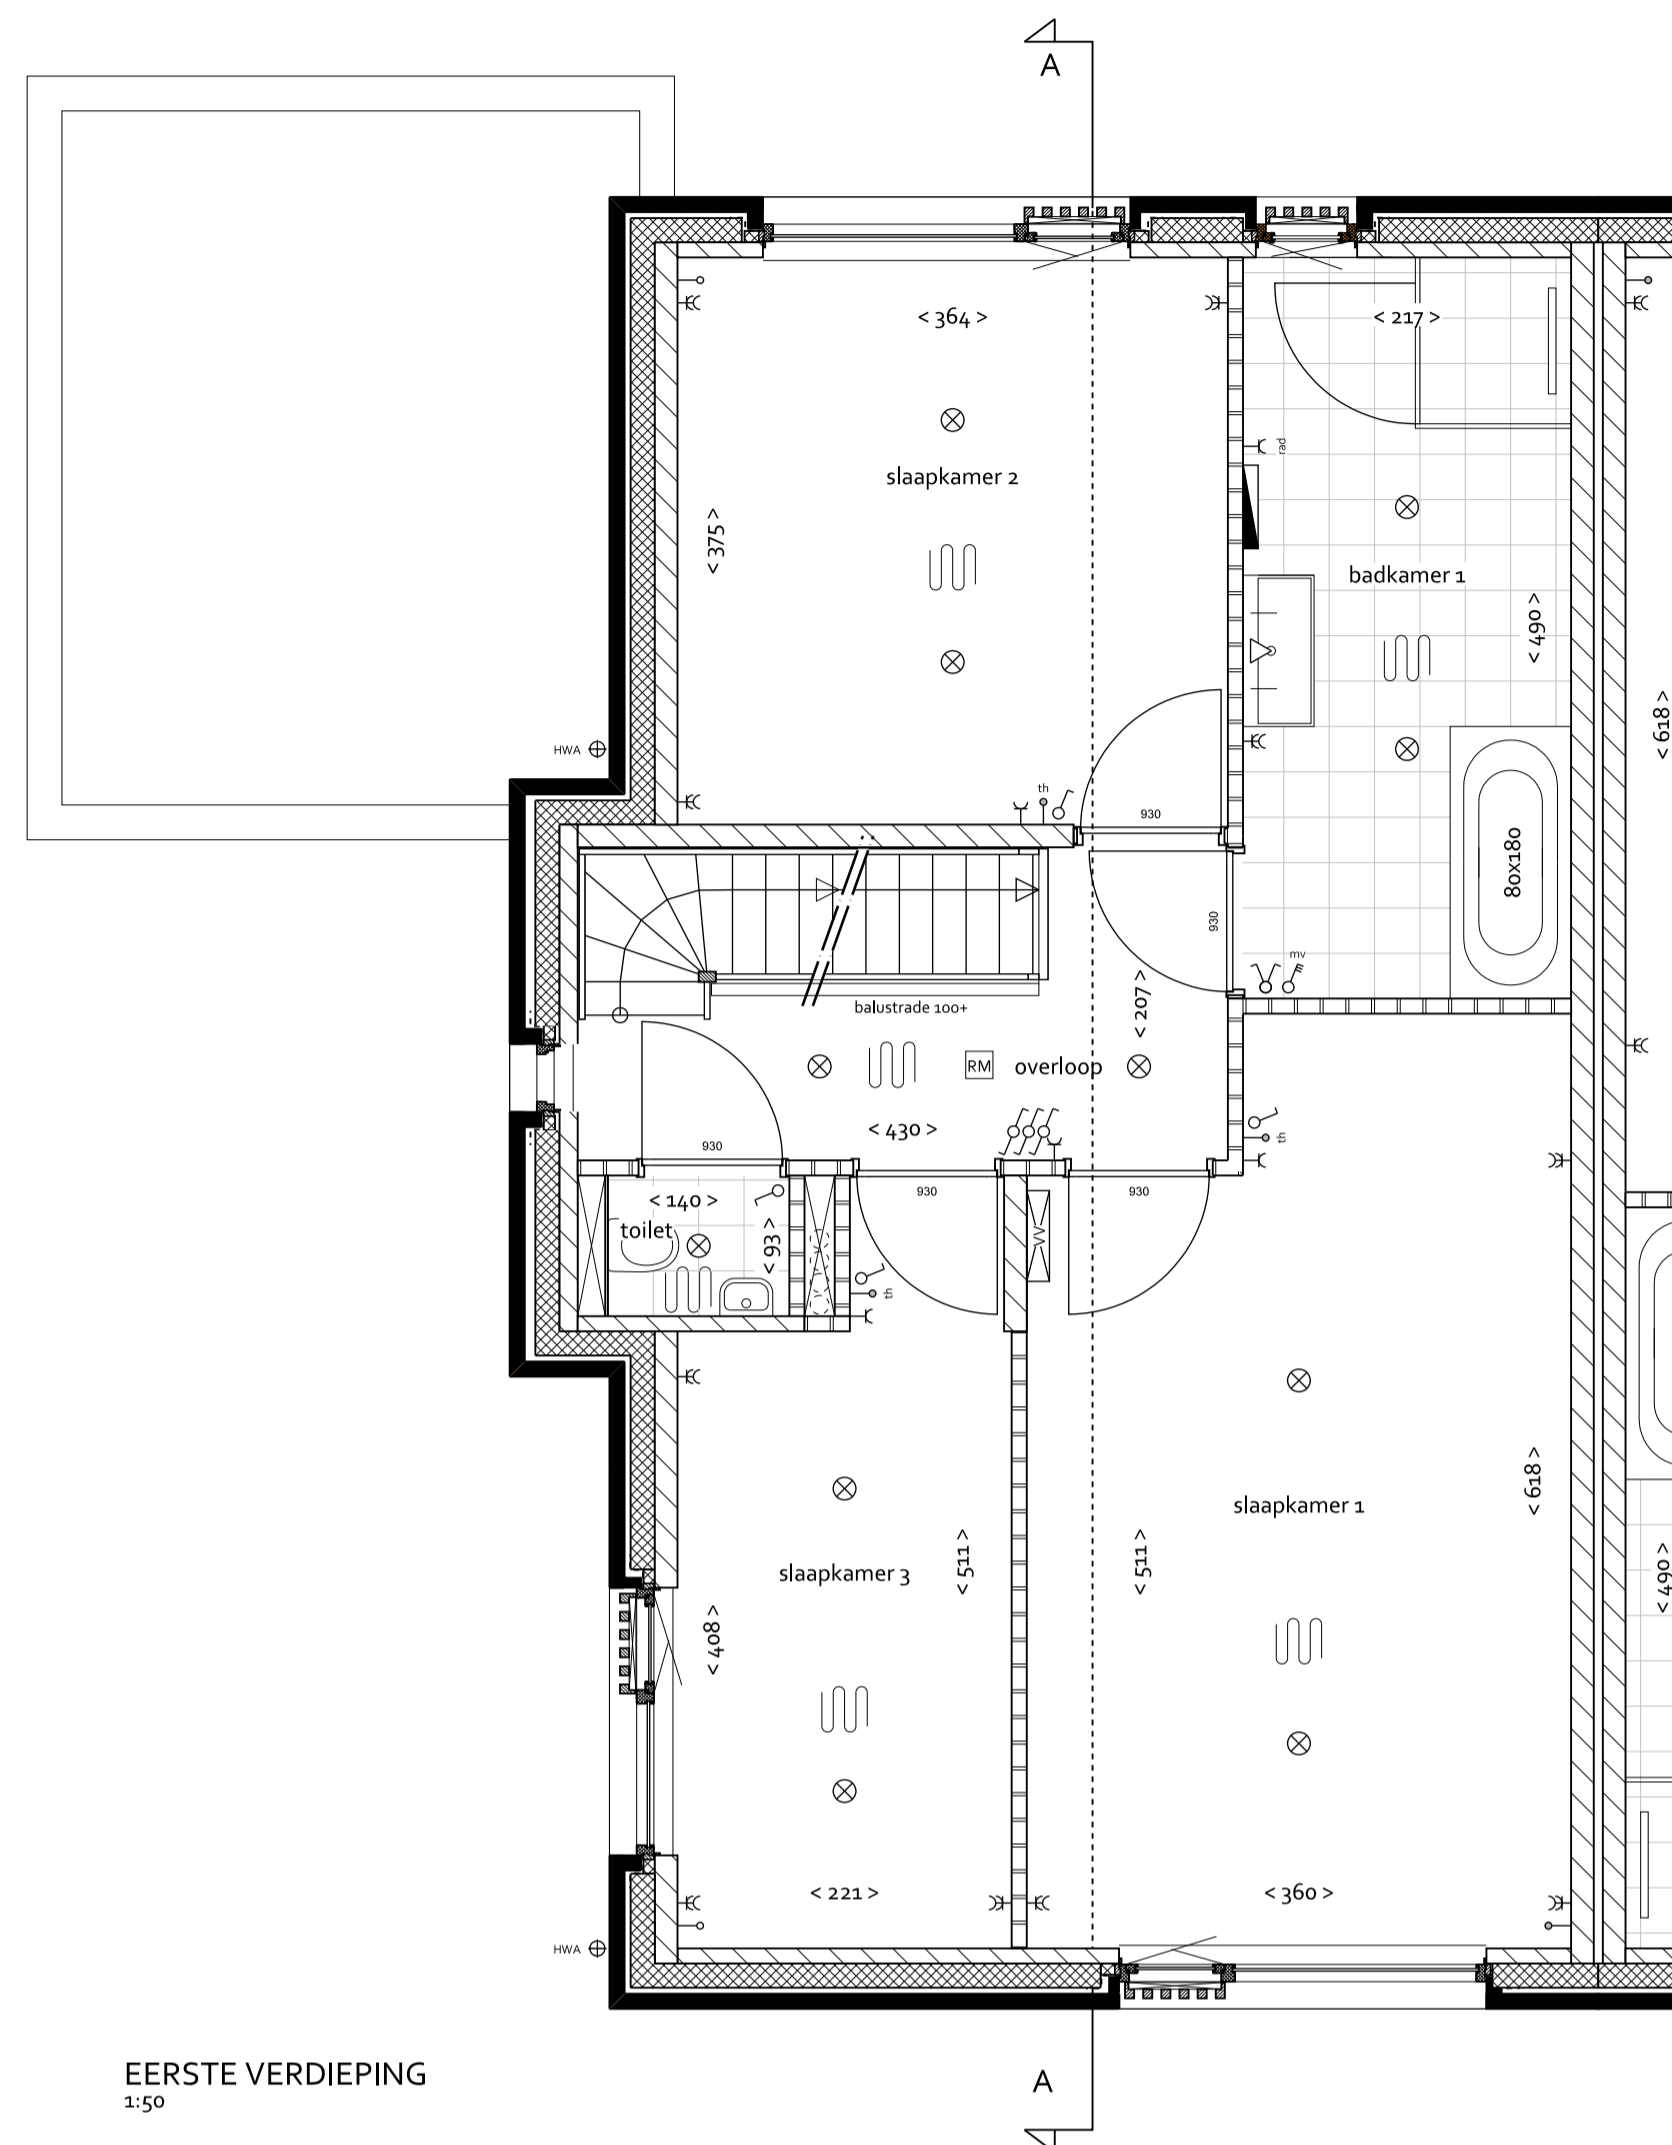 A
< 364 >
< 217 >
rad
slaapkamer 2
< 375 >
badkamer 1
< 490 >
< 618 >
HWA
th
930
80x180
930
mv
balustrade 100+
< 207 >
RM
overloop
< 430 >
th
930
930
930
< 140 >
toilet
< 93 >
VV
th
slaapkamer 1
< 618 >
slaapkamer 3
< 511 >
< 511 >
< 408 >
< 490 >
< 221 >
< 360 >
HWA
EERSTE VERDIEPING
1:50
A